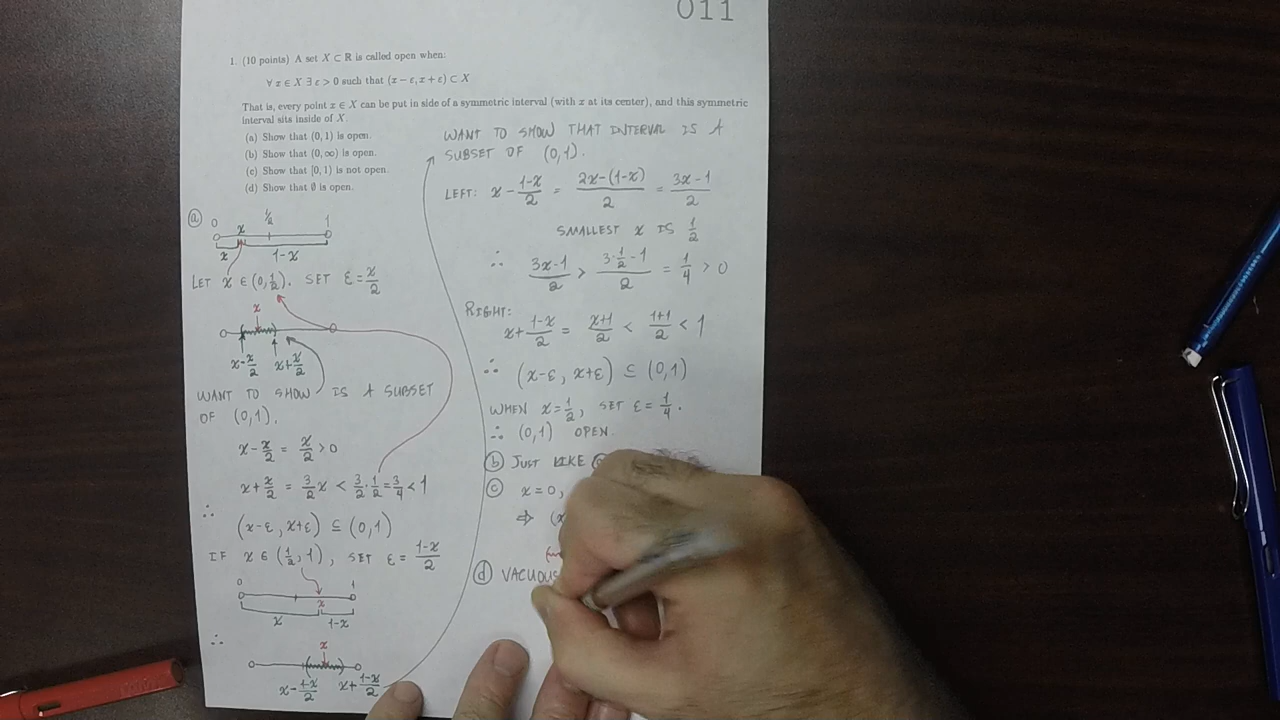 011
1. (10 points) A set X ⊂ R is called open when:
∀ x ∈ X ∃ ε > 0 such that (x − ε, x + ε) ⊂ X
That is, every point x ∈ X can be put in side of a symmetric interval (with x at its center), and this symmetric
interval sits inside of X.
(a) Show that (0, 1) is open.
(b) Show that (0, ∞) is open.
(c) Show that [0, 1) is not open.
(d) Show that ∅ is open.
ⓐ 0 x 1/2 1
x 1-x
LET x ∈ (0, 1/2). SET ε = x/2
x
x - x/2 x + x/2
WANT TO SHOW IS A SUBSET
OF (0,1).
x - x/2 = x/2 > 0
x + x/2 = 3/2 x < 3/2 · 1/2 = 3/4 < 1
∴
(x-ε, x+ε) ⊆ (0,1)
IF x ∈ (1/2, 1), SET ε = (1-x)/2
0 1
x
x 1-x
∴
x
x - (1-x)/2 x + (1-x)/2
WANT TO SHOW THAT INTERVAL IS A
SUBSET OF (0,1).
LEFT: x - (1-x)/2 = (2x-(1-x))/2 = (3x-1)/2
SMALLEST x IS 1/2
∴ (3x-1)/2 > (3·1/2 - 1)/2 = 1/4 > 0
RIGHT:
x + (1-x)/2 = (x+1)/2 < (1+1)/2 < 1
∴ (x-ε, x+ε) ⊆ (0,1)
WHEN x = 1/2, SET ε = 1/4.
∴ (0,1) OPEN.
ⓑ JUST LIKE
ⓒ x = 0,
⇒ (x
ⓓ VACUOUS